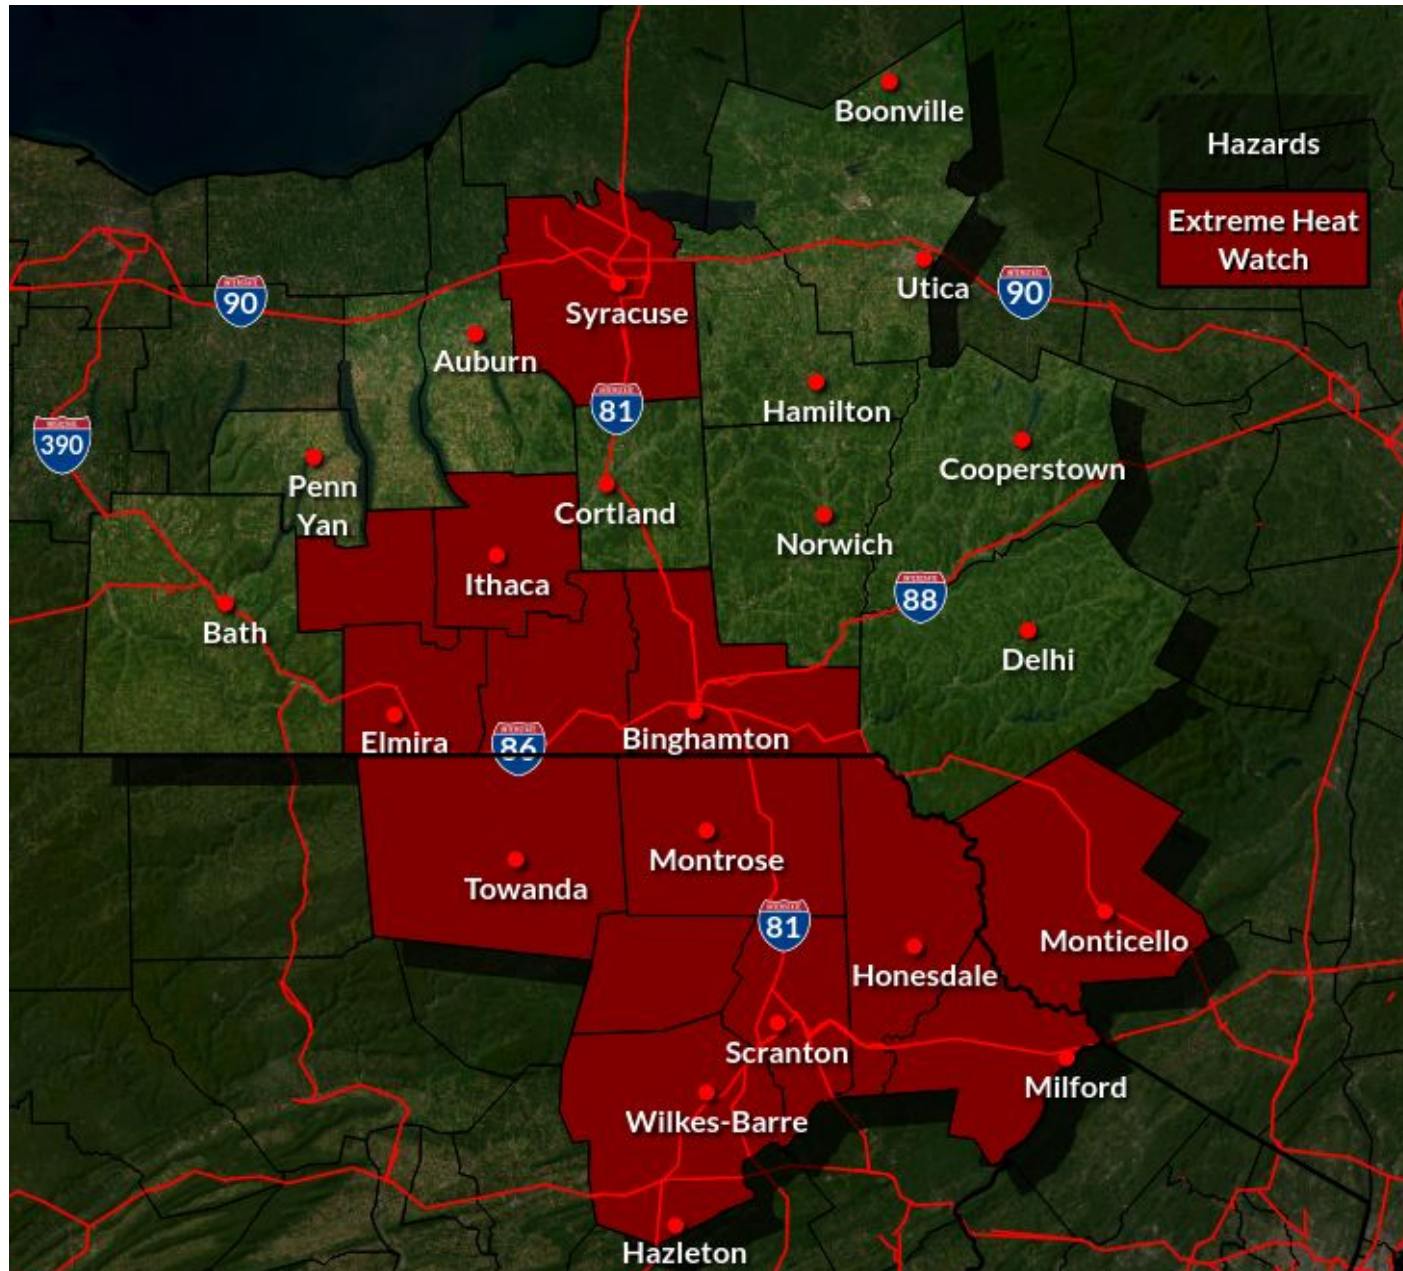 Boonville
Hazards
Extreme Heat
Watch
90
Utica
90
Syracuse
Auburn
81
390
Hamilton
Cooperstown
Penn
Yan
Cortland
Norwich
Ithaca
88
Bath
Delhi
Elmira
86
Binghamton
Montrose
Towanda
81
Monticello
Honesdale
Scranton
Milford
Wilkes-Barre
Hazleton